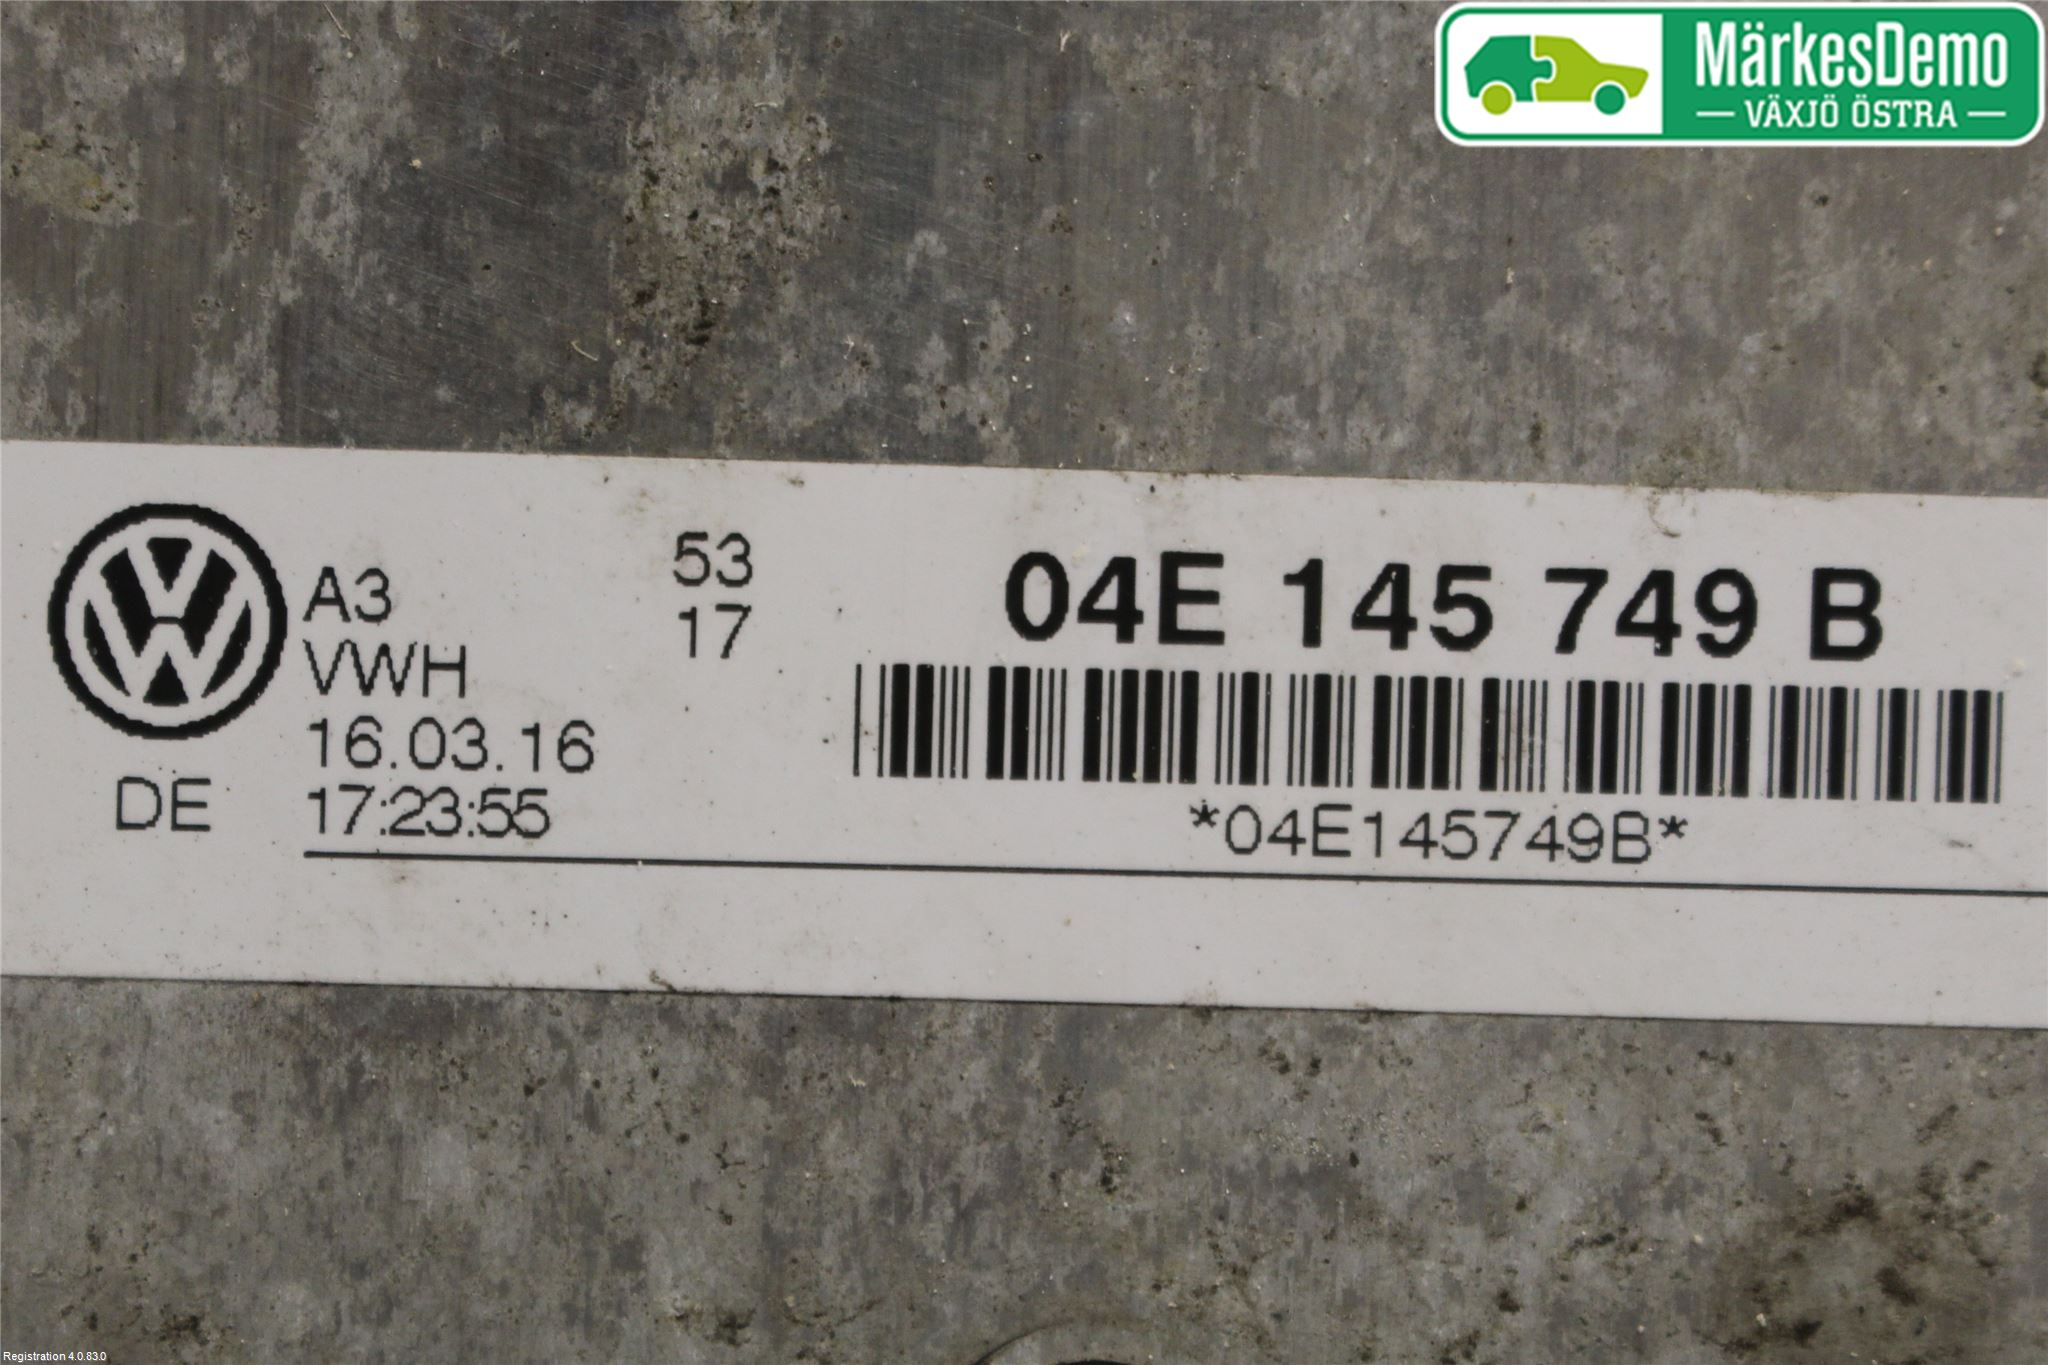 MärkesDemo
— VÄXJÖ ÖSTRA —
A3
VWH
16.03.16
17:23:55
DE
53
17
04E 145 749 B
*04E145749B*
Registration 4.0.83.0